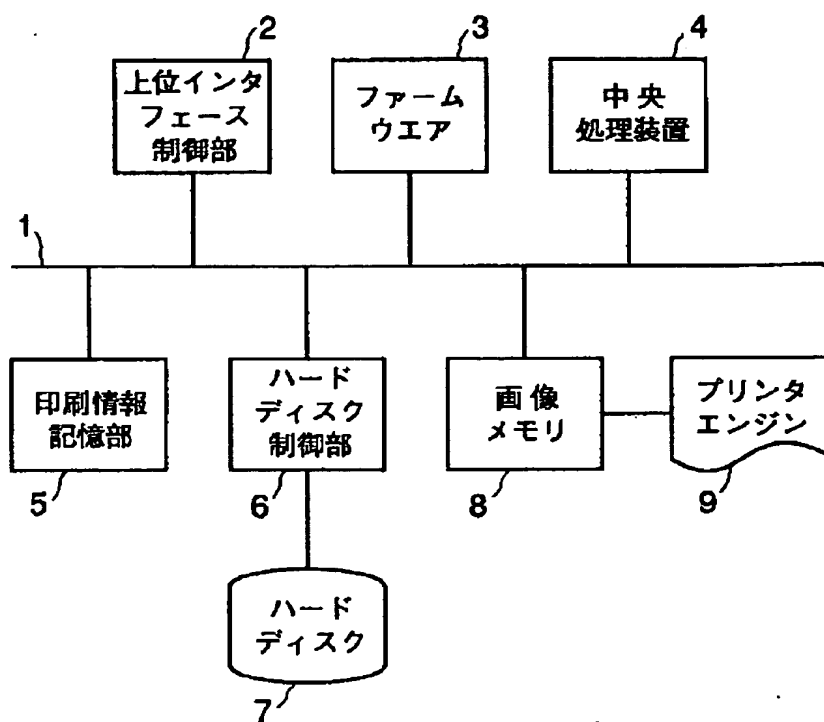 2
上位インタ
フェース
制御部
3
ファーム
ウエア
4
中央
処理装置
1
印刷情報
記憶部
5
ハード
ディスク
制御部
6
画像
メモリ
8
プリンタ
エンジン
9
ハード
ディスク
7